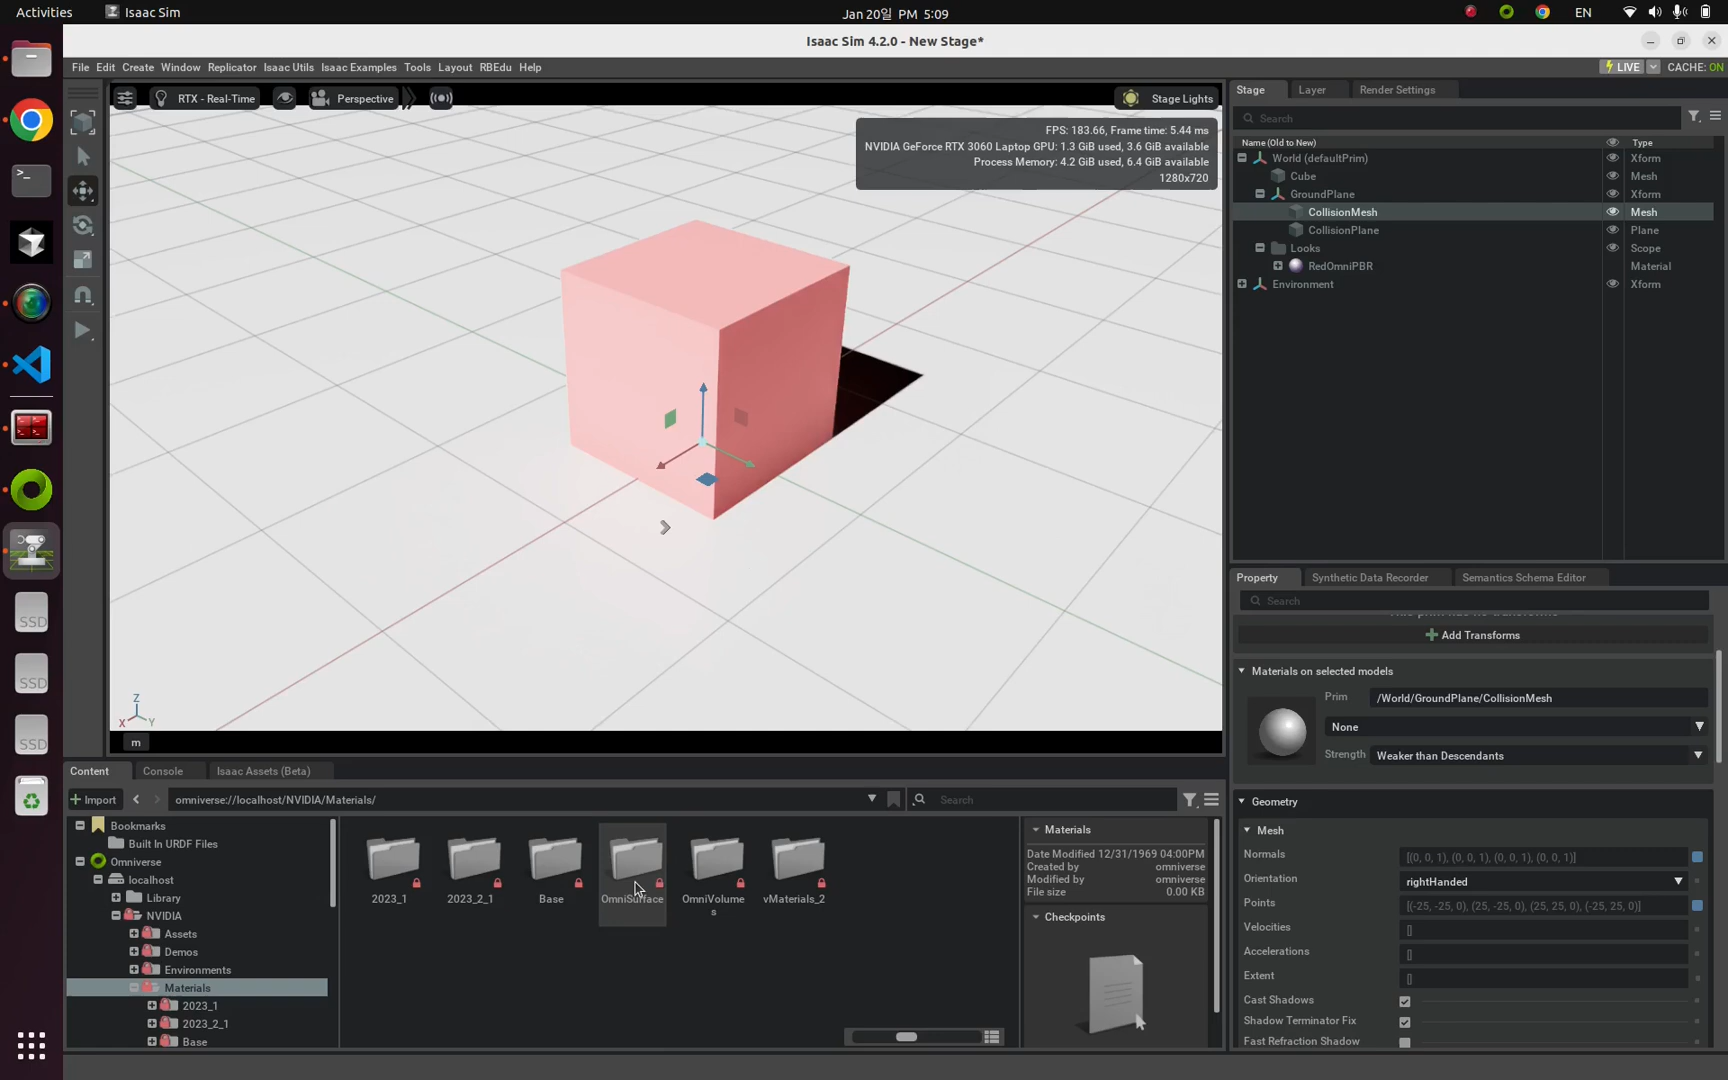 Activities
Isaac Sim
Jan 20일 PM 5:09
EN
Isaac Sim 4.2.0 - New Stage*
File Edit Create Window Replicator Isaac Utils Isaac Examples Tools Layout RBEdu Help
LIVE
CACHE: ON
RTX - Real-Time
Perspective
Stage Lights
FPS: 183.66, Frame time: 5.44 ms
NVIDIA GeForce RTX 3060 Laptop GPU: 1.3 GiB used, 3.6 GiB available
Process Memory: 4.2 GiB used, 6.4 GiB available
1280x720
Z
X
Y
m
Stage
Layer
Render Settings
Search
Name (Old to New)
Type
World (defaultPrim)
Xform
Cube
Mesh
GroundPlane
Xform
CollisionMesh
Mesh
CollisionPlane
Plane
Looks
Scope
RedOmniPBR
Material
Environment
Xform
Property
Synthetic Data Recorder
Semantics Schema Editor
Search
Add Transforms
Materials on selected models
Prim
/World/GroundPlane/CollisionMesh
None
Strength
Weaker than Descendants
Geometry
Mesh
Normals
[(0, 0, 1), (0, 0, 1), (0, 0, 1), (0, 0, 1)]
Orientation
rightHanded
Points
[(-25, -25, 0), (25, -25, 0), (25, 25, 0), (-25, 25, 0)]
Velocities
[]
Accelerations
[]
Extent
[]
Cast Shadows
Shadow Terminator Fix
Fast Refraction Shadow
Content
Console
Isaac Assets (Beta)
Import
omniverse://localhost/NVIDIA/Materials/
Search
Bookmarks
Built In URDF Files
Omniverse
localhost
Library
NVIDIA
Assets
Demos
Environments
Materials
2023_1
2023_2_1
Base
2023_1
2023_2_1
Base
OmniSurface
OmniVolume
s
vMaterials_2
Materials
Date Modified 12/31/1969 04:00PM
Created by omniverse
Modified by omniverse
File size 0.00 KB
Checkpoints
SSD
SSD
SSD